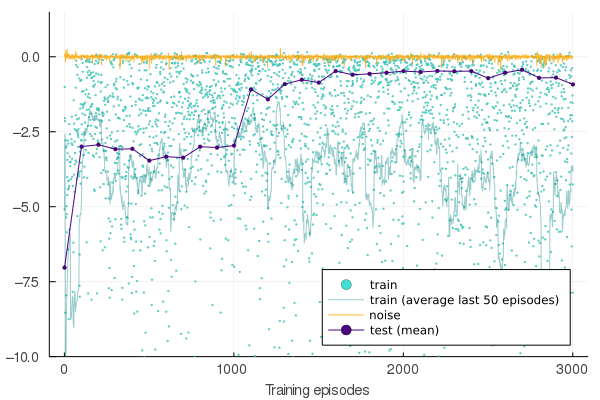 0.0
−2.5
−5.0
−7.5
−10.0
0
1000
2000
3000
Training episodes
train
train (average last 50 episodes)
noise
test (mean)